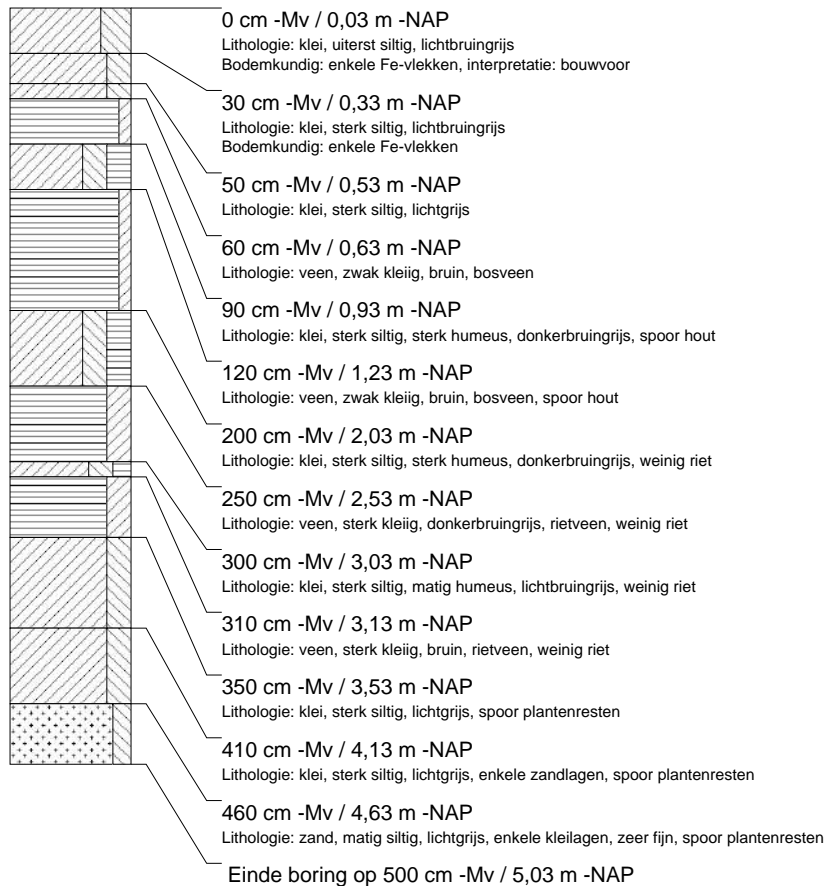 0 cm -Mv / 0,03 m -NAP
Lithologie: klei, uiterst siltig, lichtbruingrijs
Bodemkundig: enkele Fe-vlekken, interpretatie: bouwvoor
30 cm -Mv / 0,33 m -NAP
Lithologie: klei, sterk siltig, lichtbruingrijs
Bodemkundig: enkele Fe-vlekken
50 cm -Mv / 0,53 m -NAP
Lithologie: klei, sterk siltig, lichtgrijs
60 cm -Mv / 0,63 m -NAP
Lithologie: veen, zwak kleiig, bruin, bosveen
90 cm -Mv / 0,93 m -NAP
Lithologie: klei, sterk siltig, sterk humeus, donkerbruingrijs, spoor hout
120 cm -Mv / 1,23 m -NAP
Lithologie: veen, zwak kleiig, bruin, bosveen, spoor hout
200 cm -Mv / 2,03 m -NAP
Lithologie: klei, sterk siltig, sterk humeus, donkerbruingrijs, weinig riet
250 cm -Mv / 2,53 m -NAP
Lithologie: veen, sterk kleiig, donkerbruingrijs, rietveen, weinig riet
300 cm -Mv / 3,03 m -NAP
Lithologie: klei, sterk siltig, matig humeus, lichtbruingrijs, weinig riet
310 cm -Mv / 3,13 m -NAP
Lithologie: veen, sterk kleiig, bruin, rietveen, weinig riet
350 cm -Mv / 3,53 m -NAP
Lithologie: klei, sterk siltig, lichtgrijs, spoor plantenresten
410 cm -Mv / 4,13 m -NAP
Lithologie: klei, sterk siltig, lichtgrijs, enkele zandlagen, spoor plantenresten
460 cm -Mv / 4,63 m -NAP
Lithologie: zand, matig siltig, lichtgrijs, enkele kleilagen, zeer fijn, spoor plantenresten
Einde boring op 500 cm -Mv / 5,03 m -NAP